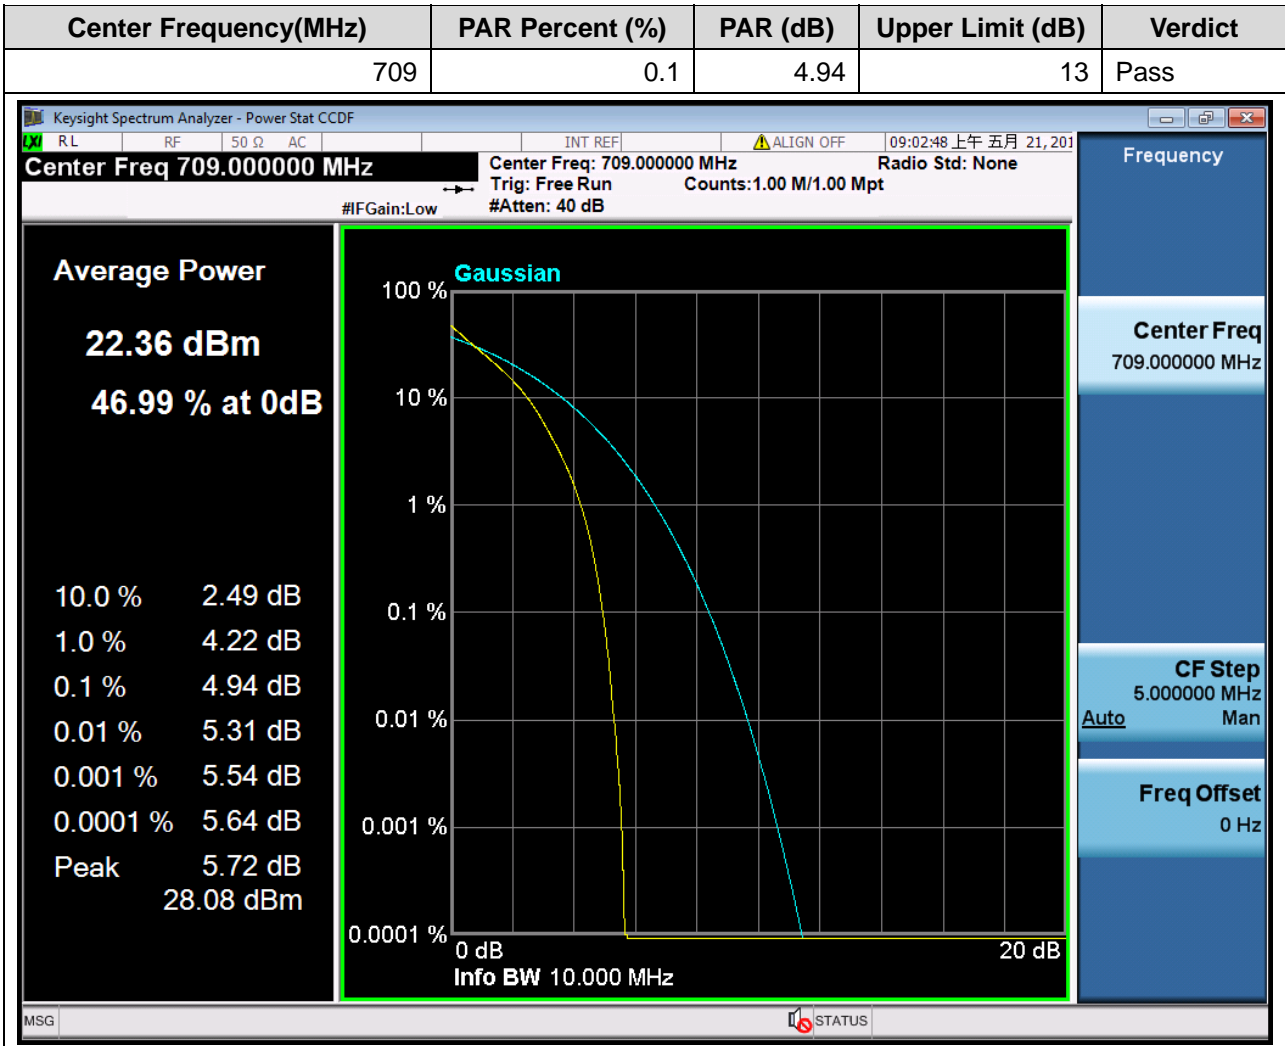 Center Frequency(MHz) PAR Percent (%) PAR (dB) Upper Limit (dB) Verdict
709 0.1 4.94 13 Pass
Keysight Spectrum Analyzer - Power Stat CCDF
LXI RL RF 50 Ω AC INT REF ALIGN OFF 09:02:48 上午 五月 21, 201
Center Freq 709.000000 MHz
Center Freq: 709.000000 MHz Radio Std: None
Trig: Free Run Counts:1.00 M/1.00 Mpt
#IFGain:Low #Atten: 40 dB
Frequency
Average Power
22.36 dBm
46.99 % at 0dB
10.0 % 2.49 dB
1.0 % 4.22 dB
0.1 % 4.94 dB
0.01 % 5.31 dB
0.001 % 5.54 dB
0.0001 % 5.64 dB
Peak 5.72 dB
28.08 dBm
Gaussian
100 %
10 %
1 %
0.1 %
0.01 %
0.001 %
0.0001 %
0 dB 20 dB
Info BW 10.000 MHz
Center Freq
709.000000 MHz
CF Step
5.000000 MHz
Auto Man
Freq Offset
0 Hz
MSG STATUS